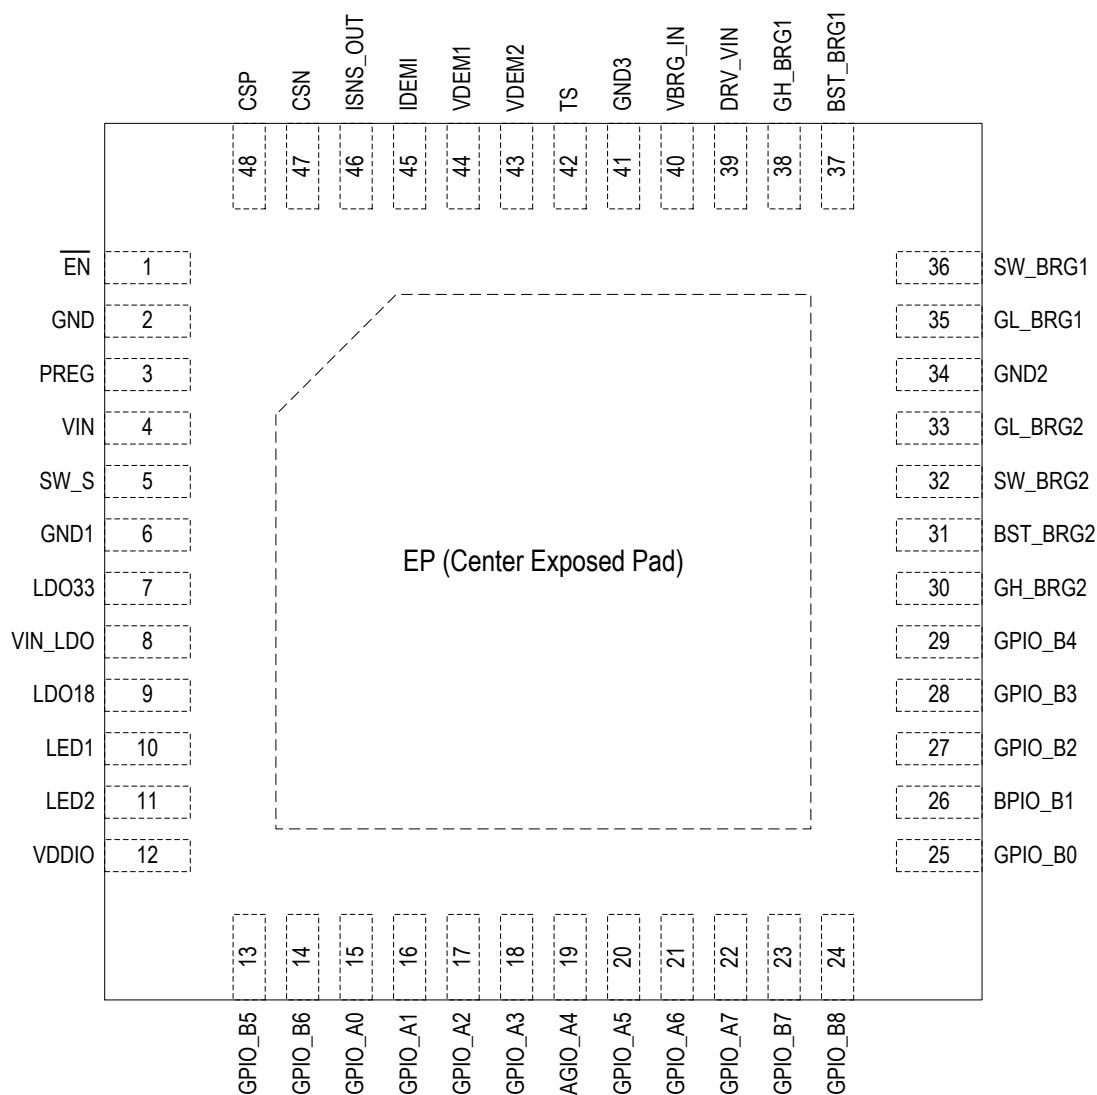 CSP
CSN
ISNS_OUT
IDEMI
VDEM1
VDEM2
TS
GND3
VBRG_IN
DRV_VIN
GH_BRG1
BST_BRG1
48
47
46
45
44
43
42
41
40
39
38
37
EN 1
GND 2
PREG 3
VIN 4
SW_S 5
GND1 6
LDO33 7
VIN_LDO 8
LDO18 9
LED1 10
LED2 11
VDDIO 12
EP (Center Exposed Pad)
36 SW_BRG1
35 GL_BRG1
34 GND2
33 GL_BRG2
32 SW_BRG2
31 BST_BRG2
30 GH_BRG2
29 GPIO_B4
28 GPIO_B3
27 GPIO_B2
26 BPIO_B1
25 GPIO_B0
13
14
15
16
17
18
19
20
21
22
23
24
GPIO_B5
GPIO_B6
GPIO_A0
GPIO_A1
GPIO_A2
GPIO_A3
AGIO_A4
GPIO_A5
GPIO_A6
GPIO_A7
GPIO_B7
GPIO_B8